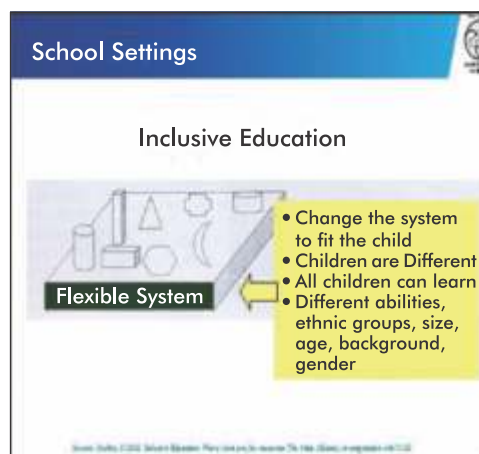 School Settings
Inclusive Education
Flexible System
• Change the system
to fit the child
• Children are Different
• All children can learn
• Different abilities,
ethnic groups, size,
age, background,
gender